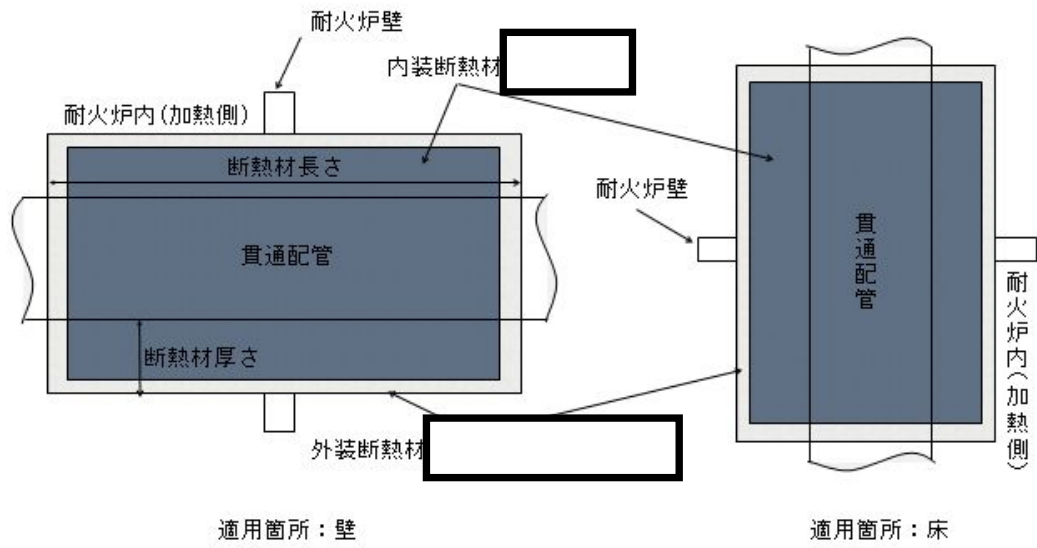 耐火炉壁
内装断熱材
耐火炉内(加熱側)
断熱材長さ
貫通配管
断熱材厚さ
外装断熱材
適用箇所：壁
耐火炉壁
貫通配管
耐火炉内(加熱側)
適用箇所：床